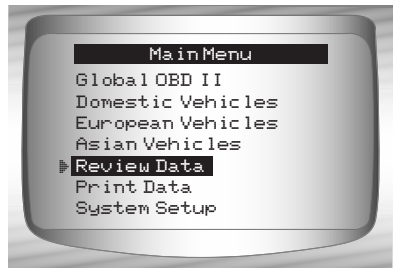 Main Menu
Global OBD II
Domestic Vehicles
European Vehicles
Asian Vehicles
Review Data
Print Data
System Setup